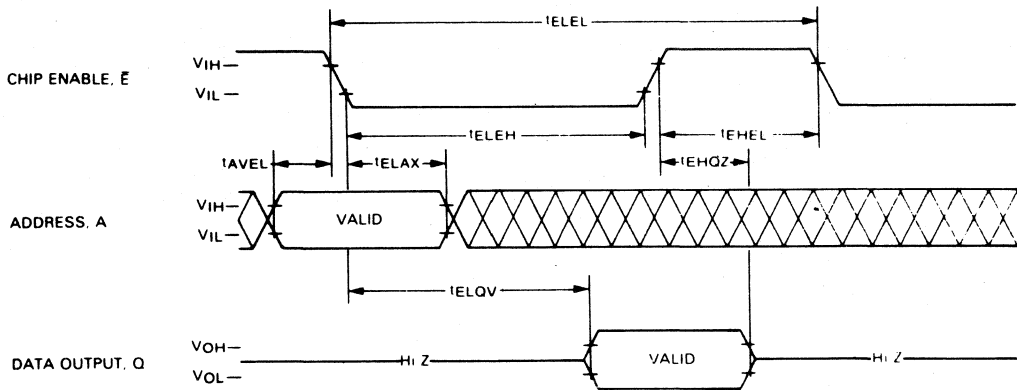 tELEL
CHIP ENABLE, Ē
VIH
VIL
tELEH
tEHEL
tAVEL
tELAX
tEHQZ
ADDRESS, A
VIH
VIL
VALID
tELQV
DATA OUTPUT, Q
VOH
VOL
HI Z
VALID
HI Z